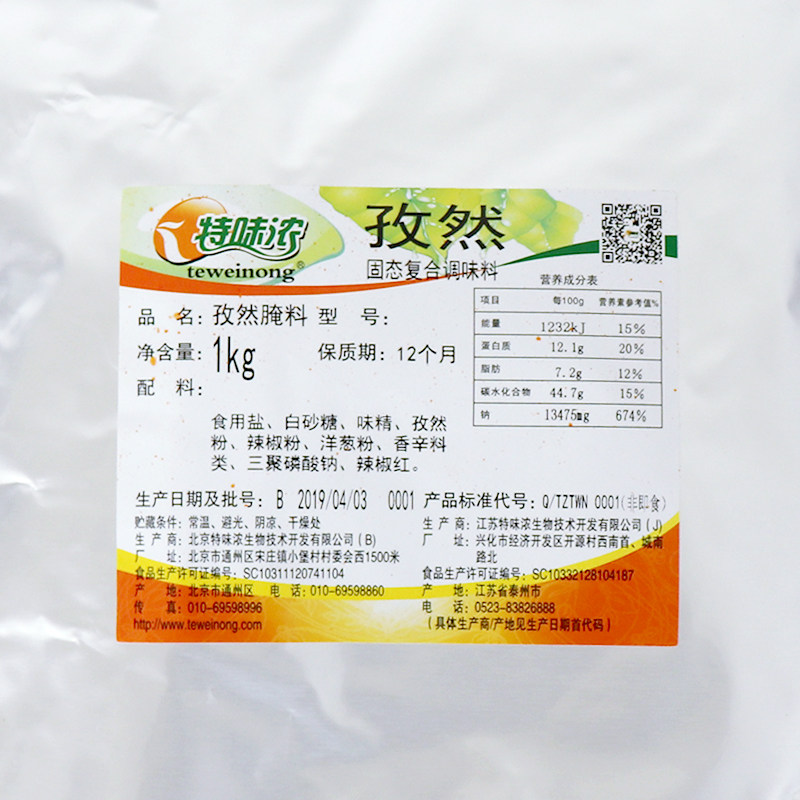 特味浓
teweinong®
孜然
固态复合调味料
营养成分表
项目 每100g 营养素参考值%
能量 1232kJ 15%
蛋白质 12.1g 20%
脂肪 7.2g 12%
碳水化合物 44.7g 15%
钠 13475mg 674%
品 名：孜然腌料 型 号：
净含量：1kg 保质期：12个月
配 料：
食用盐、白砂糖、味精、孜然
粉、辣椒粉、洋葱粉、香辛料
类、三聚磷酸钠、辣椒红。
生产日期及批号：B 2019/04/03 0001 产品标准代号：Q/TZTWN 0001(非即食)
贮藏条件：常温、避光、阴凉、干燥处
生 产 商：北京特味浓生物技术开发有限公司(B)
厂 址：北京市通州区宋庄镇小堡村村委会西1500米
食品生产许可证编号：SC10311120741104
产 地：北京市通州区 电 话：010-69598860
传 真：010-69598996
http://www.teweinong.com
生 产 商：江苏特味浓生物技术开发有限公司(J)
厂 址：兴化市经济开发区开源村西南首、城南
路北
食品生产许可证编号：SC10332128104187
产 地：江苏省泰州市
电 话：0523-83826888
(具体生产商/产地见生产日期首代码)